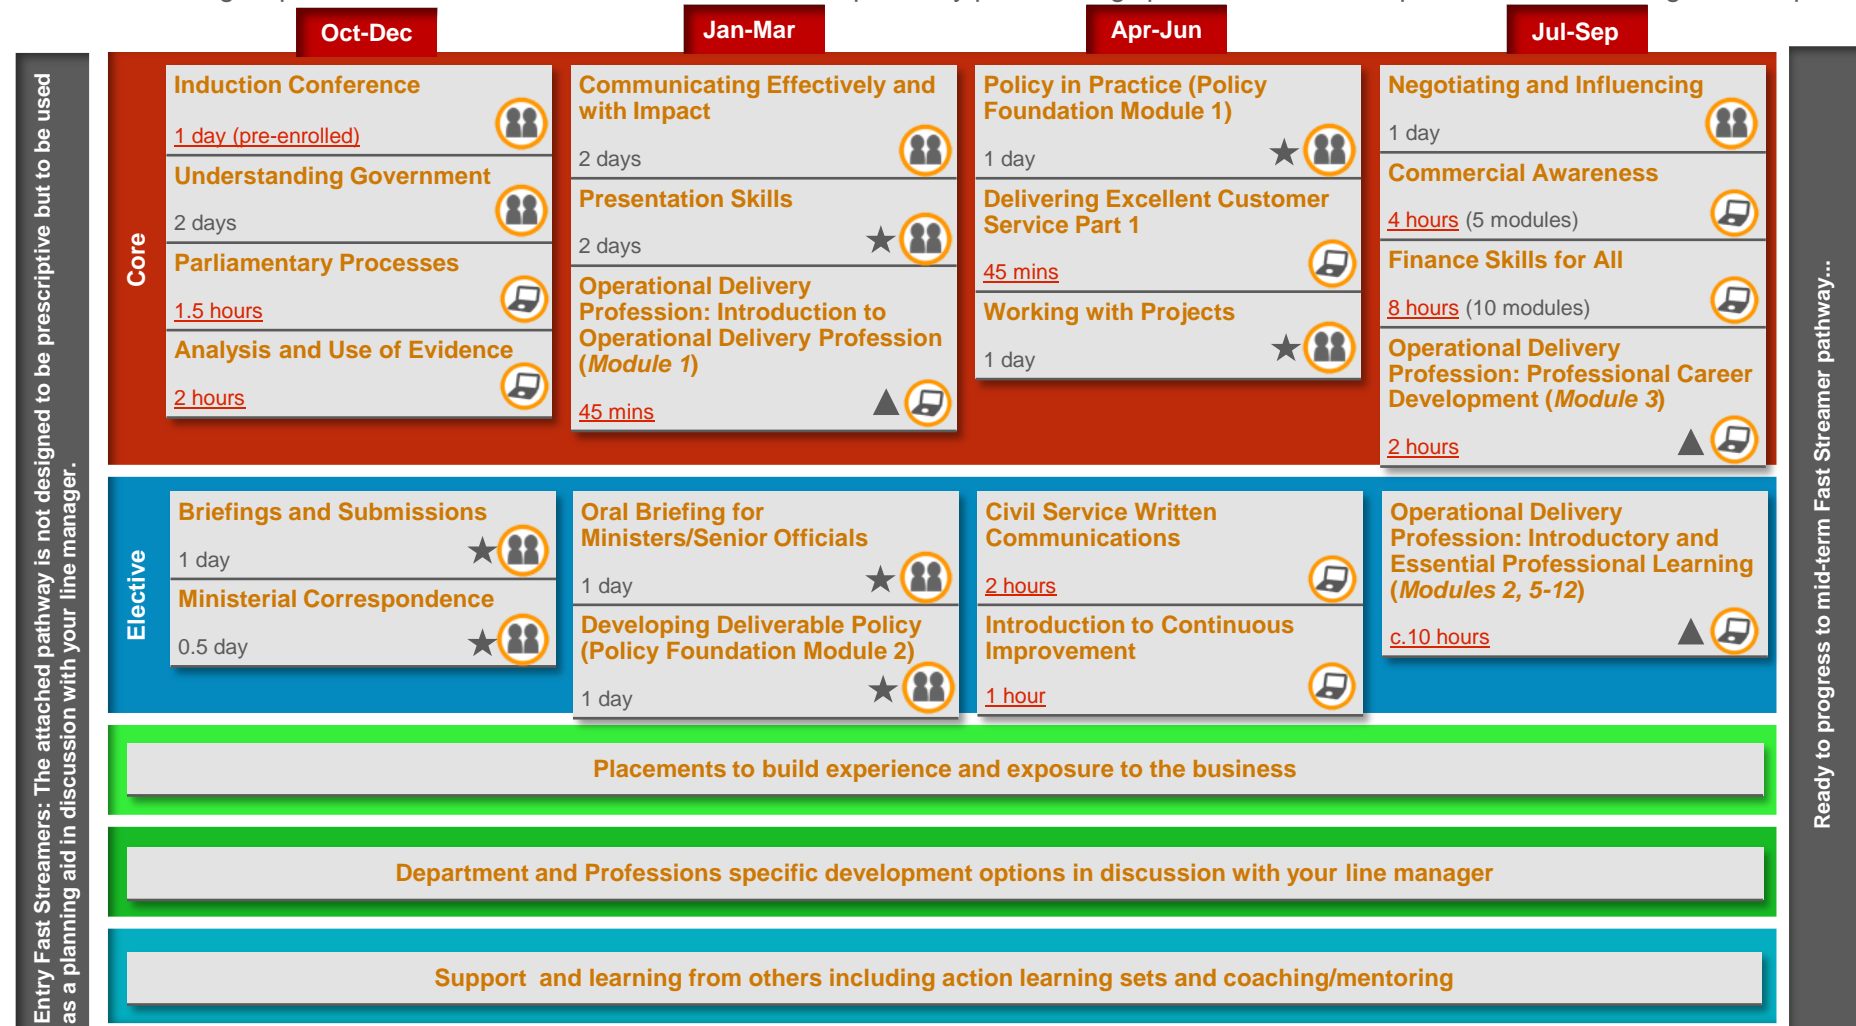 Oct-Dec
Jan-Mar
Apr-Jun
Jul-Sep
Entry Fast Streamers: The attached pathway is not designed to be prescriptive but to be used
as a planning aid in discussion with your line manager.
Core
Induction Conference
1 day (pre-enrolled)
Understanding Government
2 days
Parliamentary Processes
1.5 hours
Analysis and Use of Evidence
2 hours
Communicating Effectively and
with Impact
2 days
Presentation Skills
2 days
Operational Delivery
Profession: Introduction to
Operational Delivery Profession
(Module 1)
45 mins
Policy in Practice (Policy
Foundation Module 1)
1 day
Delivering Excellent Customer
Service Part 1
45 mins
Working with Projects
1 day
Negotiating and Influencing
1 day
Commercial Awareness
4 hours (5 modules)
Finance Skills for All
8 hours (10 modules)
Operational Delivery
Profession: Professional Career
Development (Module 3)
2 hours
Elective
Briefings and Submissions
1 day
Ministerial Correspondence
0.5 day
Oral Briefing for
Ministers/Senior Officials
1 day
Developing Deliverable Policy
(Policy Foundation Module 2)
1 day
Civil Service Written
Communications
2 hours
Introduction to Continuous
Improvement
1 hour
Operational Delivery
Profession: Introductory and
Essential Professional Learning
(Modules 2, 5-12)
c.10 hours
Placements to build experience and exposure to the business
Department and Professions specific development options in discussion with your line manager
Support  and learning from others including action learning sets and coaching/mentoring
Ready to progress to mid-term Fast Streamer pathway...